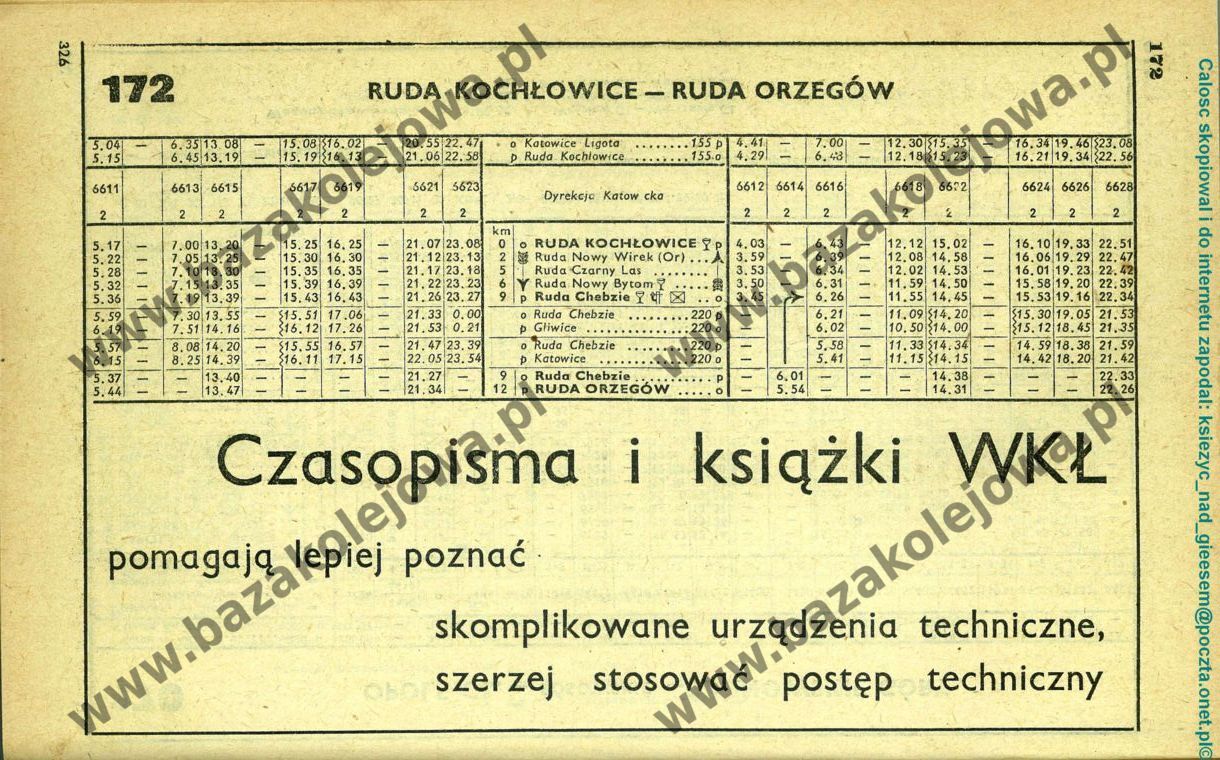 326
172
172
RUDA KOCHŁOWICE — RUDA ORZEGÓW
5.04 — 6.35 13.08 — 15.08 16.02 — 20.55 22.47 o Katowice Ligota ........ 155 p 4.41 — 7.00 — 12.30 15.35 — 16.34 19.46 23.08
5.15 — 6.45 13.19 — 15.19 16.13 — 21.06 22.58 p Ruda Kochłowice ........ 155 o 4.29 — 6.48 — 12.18 15.23 — 16.21 19.34 22.56
6611 6613 6615 6617 6619 6621 6623 Dyrekcja Katow cka 6612 6614 6616 6618 6622 6624 6626 6628
2 2 2 2 2 2 2 2 2 2 2 2 2 2 2
km
5.17 — 7.00 13.20 — 15.25 16.25 — 21.07 23.08 0 o RUDA KOCHŁOWICE p 4.03 — 6.43 — 12.12 15.02 — 16.10 19.33 22.51
5.22 — 7.05 13.25 — 15.30 16.30 — 21.12 23.13 2 Ruda Nowy Wirek (Or) ... 3.59 — 6.39 — 12.08 14.58 — 16.06 19.29 22.47
5.28 — 7.10 13.30 — 15.35 16.35 — 21.17 23.18 5 Ruda Czarny Las ........ 3.53 6.34 — 12.02 14.53 — 16.01 19.23 22.42
5.32 — 7.15 13.35 — 15.39 16.39 — 21.22 23.23 6 Ruda Nowy Bytom ..... 3.50 6.31 — 11.59 14.49 — 15.58 19.20 22.39
5.36 — 7.19 13.39 — 15.43 16.43 — 21.26 23.27 9 p Ruda Chebzie .. o 3.45 6.26 — 11.55 14.45 — 15.53 19.16 22.34
5.59 — 7.30 13.55 — 15.51 17.06 — 21.33 0.00 o Ruda Chebzie ......... 220 p — 6.21 — 11.09 14.20 — 15.30 19.05 21.53
6.19 — 7.51 14.16 — 16.12 17.26 — 21.53 0.21 p Gliwice ............... 220 o — 6.02 — 10.50 14.00 — 15.12 18.45 21.35
5.57 — 8.08 14.20 — 15.55 16.57 — 21.47 23.39 o Ruda Chebzie ......... 220 p — 5.58 — 11.33 14.34 — 14.59 18.38 21.59
6.15 — 8.25 14.39 — 16.11 17.15 — 22.05 23.54 p Katowice .............. 220 o — 5.41 — 11.15 14.15 — 14.42 18.20 21.42
5.37 — — 13.40 — — — — 21.27 — 9 o Ruda Chebzie .......... p — 6.01 — — — 14.38 — — — 22.33
5.44 — — 13.47 — — — — 21.34 — 12 p RUDA ORZEGÓW ..... o — 5.54 — — — 14.31 — — — 22.26
Czasopisma i książki WKŁ
pomagają lepiej poznać
skomplikowane urządzenia techniczne,
szerzej stosować postęp techniczny
www.bazakolejowa.pl
www.bazakolejowa.pl
www.bazakolejowa.pl
www.bazakolejowa.pl
Calosc skopiowal i do internetu zapodal: ksiezyc_nad_gieesem@poczta.onet.pl©